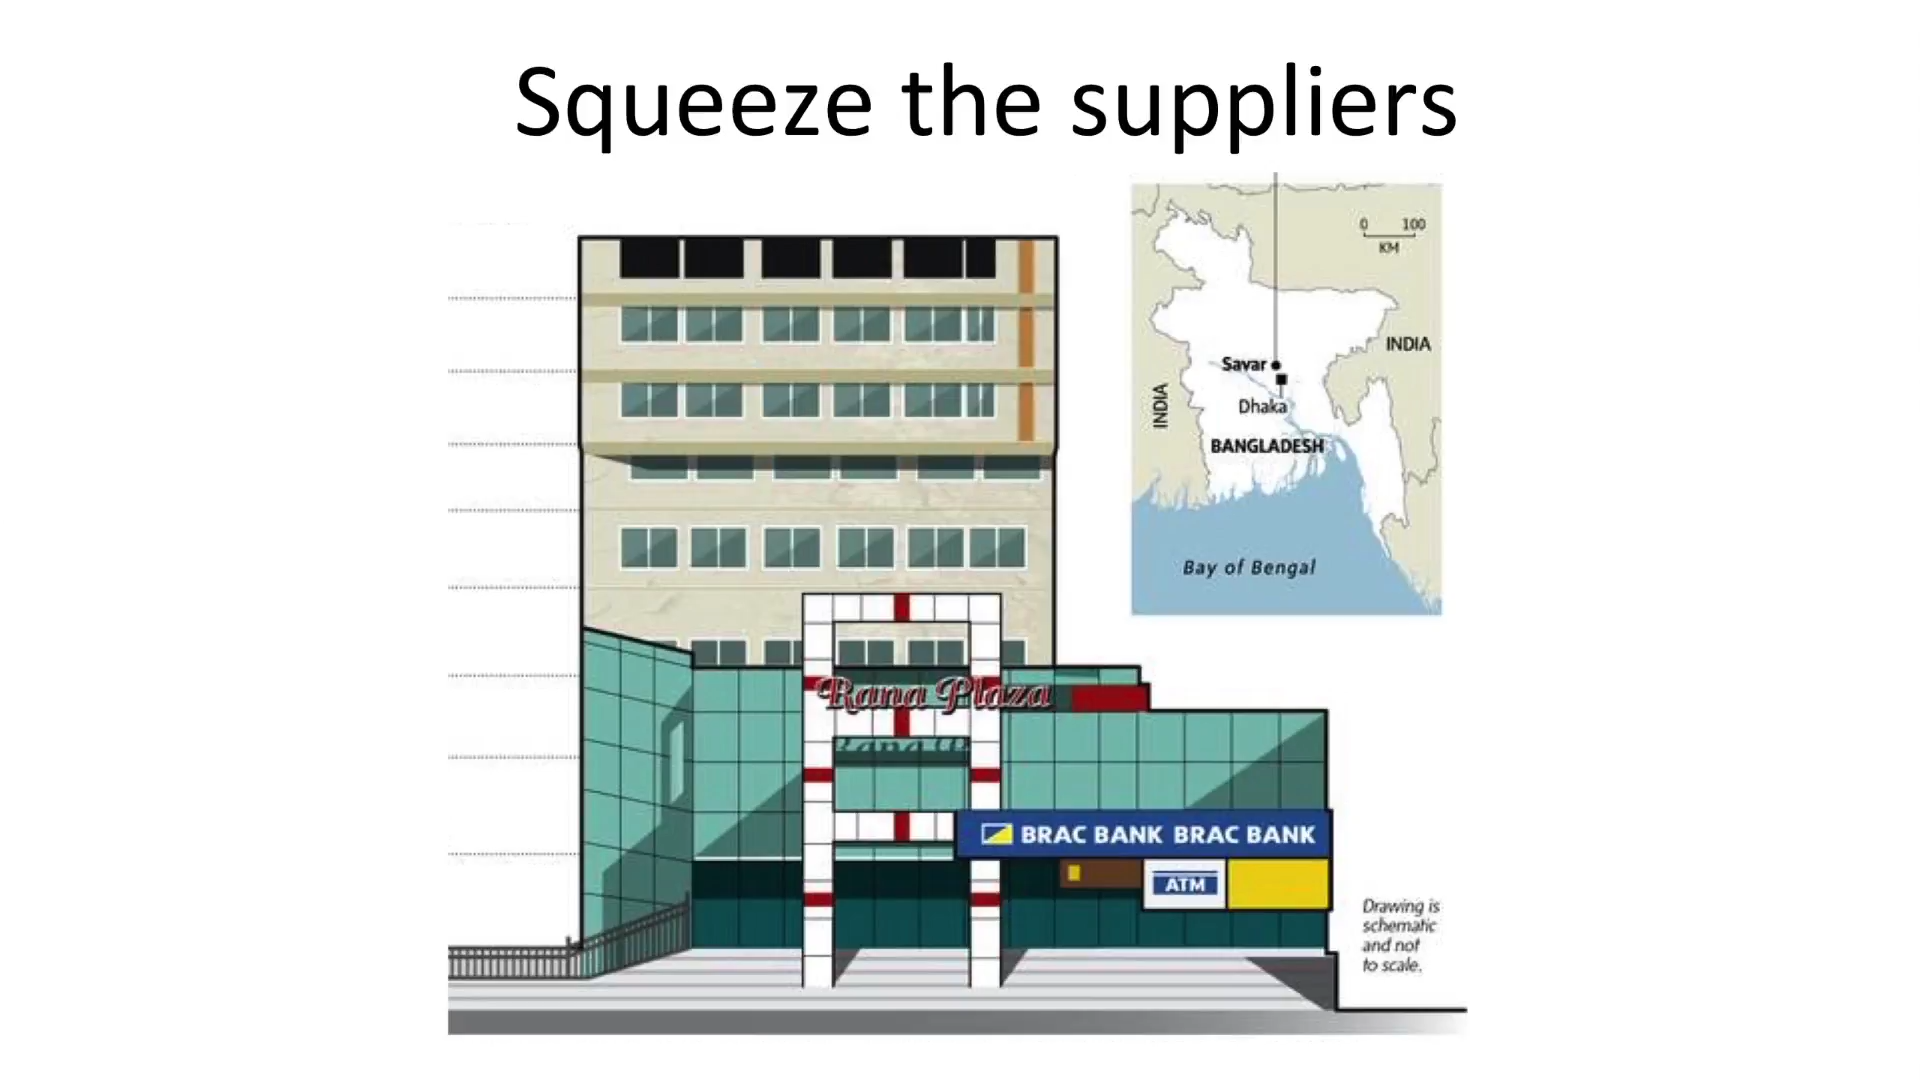 Squeeze the suppliers
0 100
KM
INDIA
Savar
INDIA
Dhaka
BANGLADESH
Bay of Bengal
Rana Plaza
BRAC BANK BRAC BANK
ATM
Drawing is
schematic
and not
to scale.